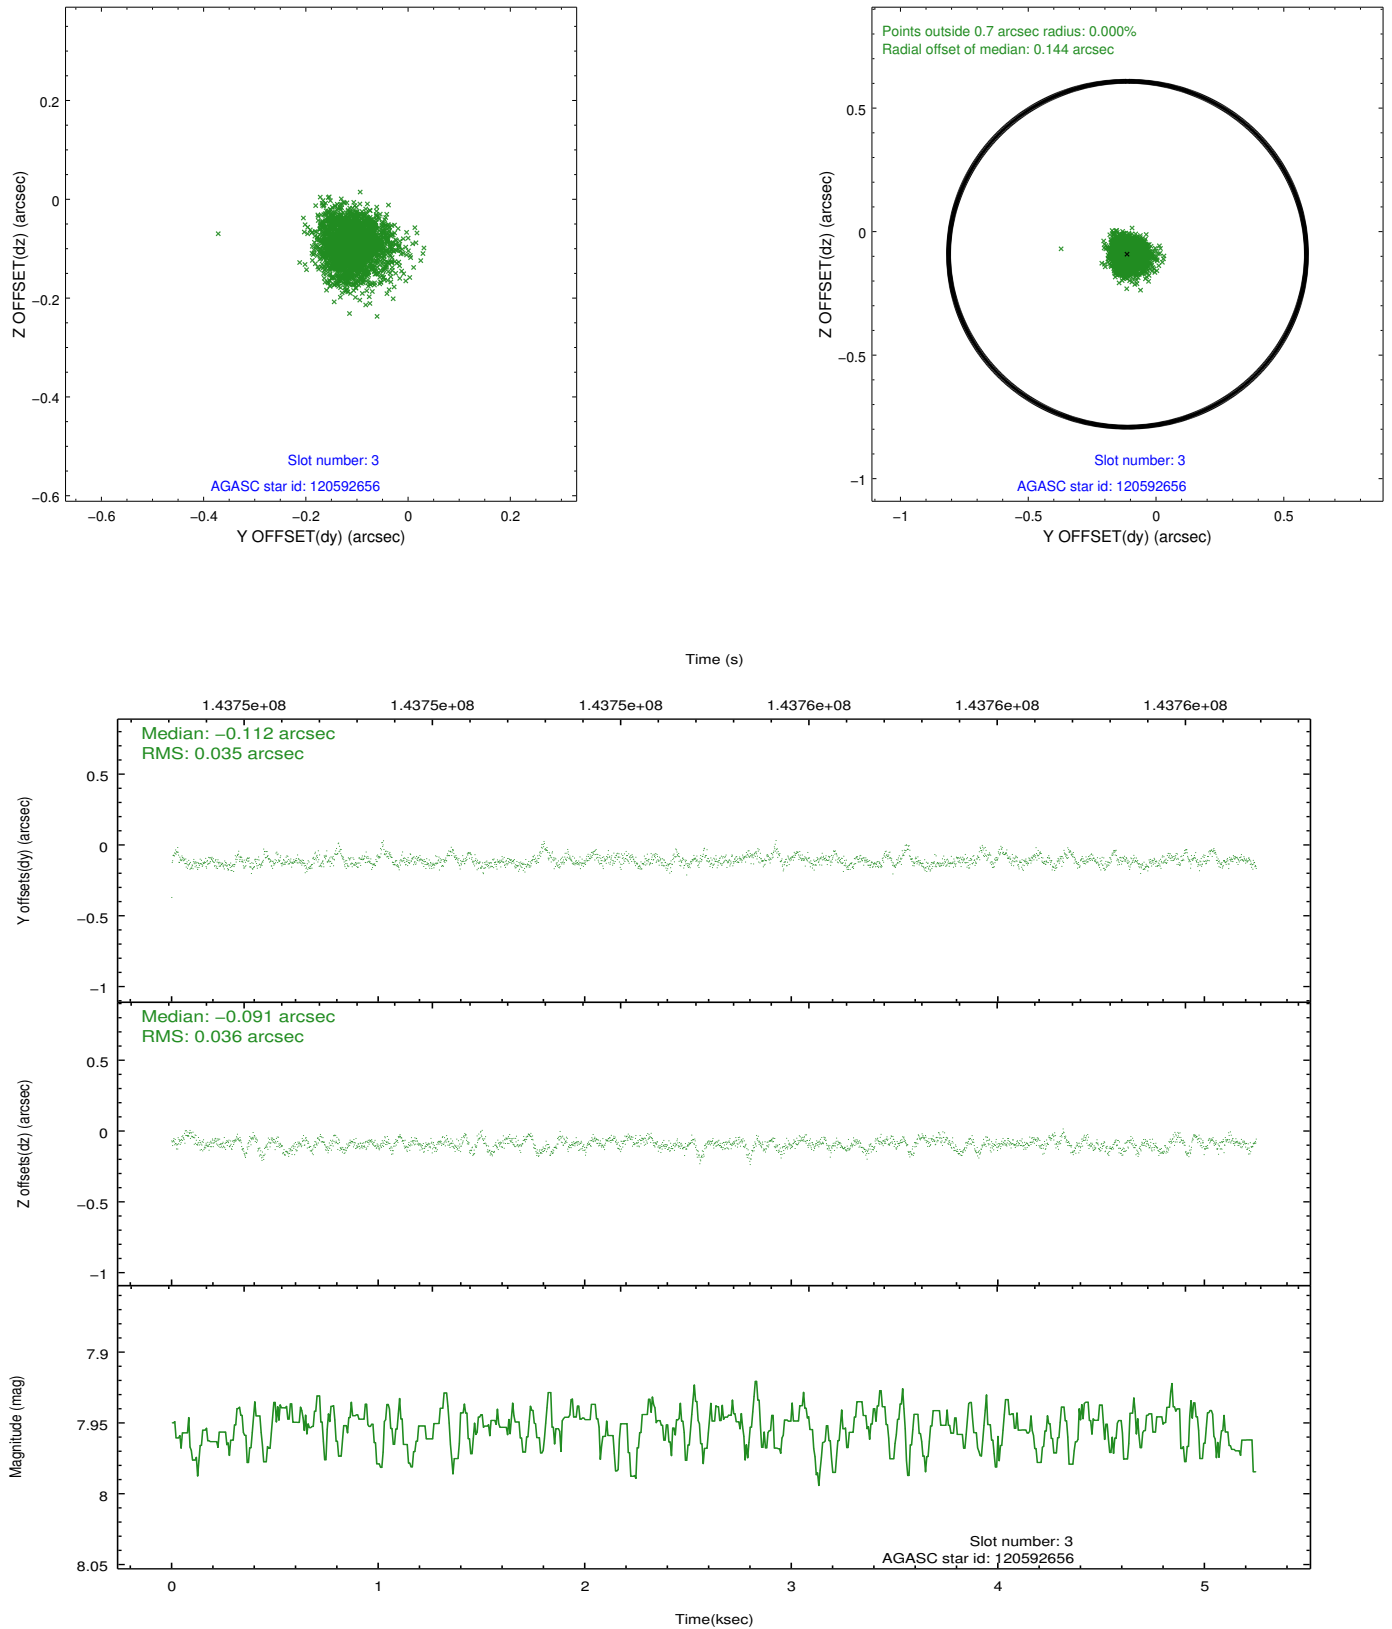 0.2
0
−0.2
−0.4
−0.6
Z OFFSET(dz) (arcsec)
Slot number: 3
AGASC star id: 120592656
−0.6
−0.4
−0.2
0
0.2
Y OFFSET(dy) (arcsec)
Points outside 0.7 arcsec radius: 0.000%
Radial offset of median: 0.144 arcsec
0.5
0
−0.5
−1
Z OFFSET(dz) (arcsec)
Slot number: 3
AGASC star id: 120592656
−1
−0.5
0
0.5
Y OFFSET(dy) (arcsec)
Time (s)
1.4375e+08
1.4375e+08
1.4375e+08
1.4376e+08
1.4376e+08
1.4376e+08
Median: −0.112 arcsec
RMS: 0.035 arcsec
0.5
0
−0.5
−1
Y offsets(dy) (arcsec)
Median: −0.091 arcsec
RMS: 0.036 arcsec
0.5
0
−0.5
−1
Z offsets(dz) (arcsec)
7.9
7.95
8
8.05
Magnitude (mag)
Slot number: 3
AGASC star id: 120592656
0
1
2
3
4
5
Time(ksec)